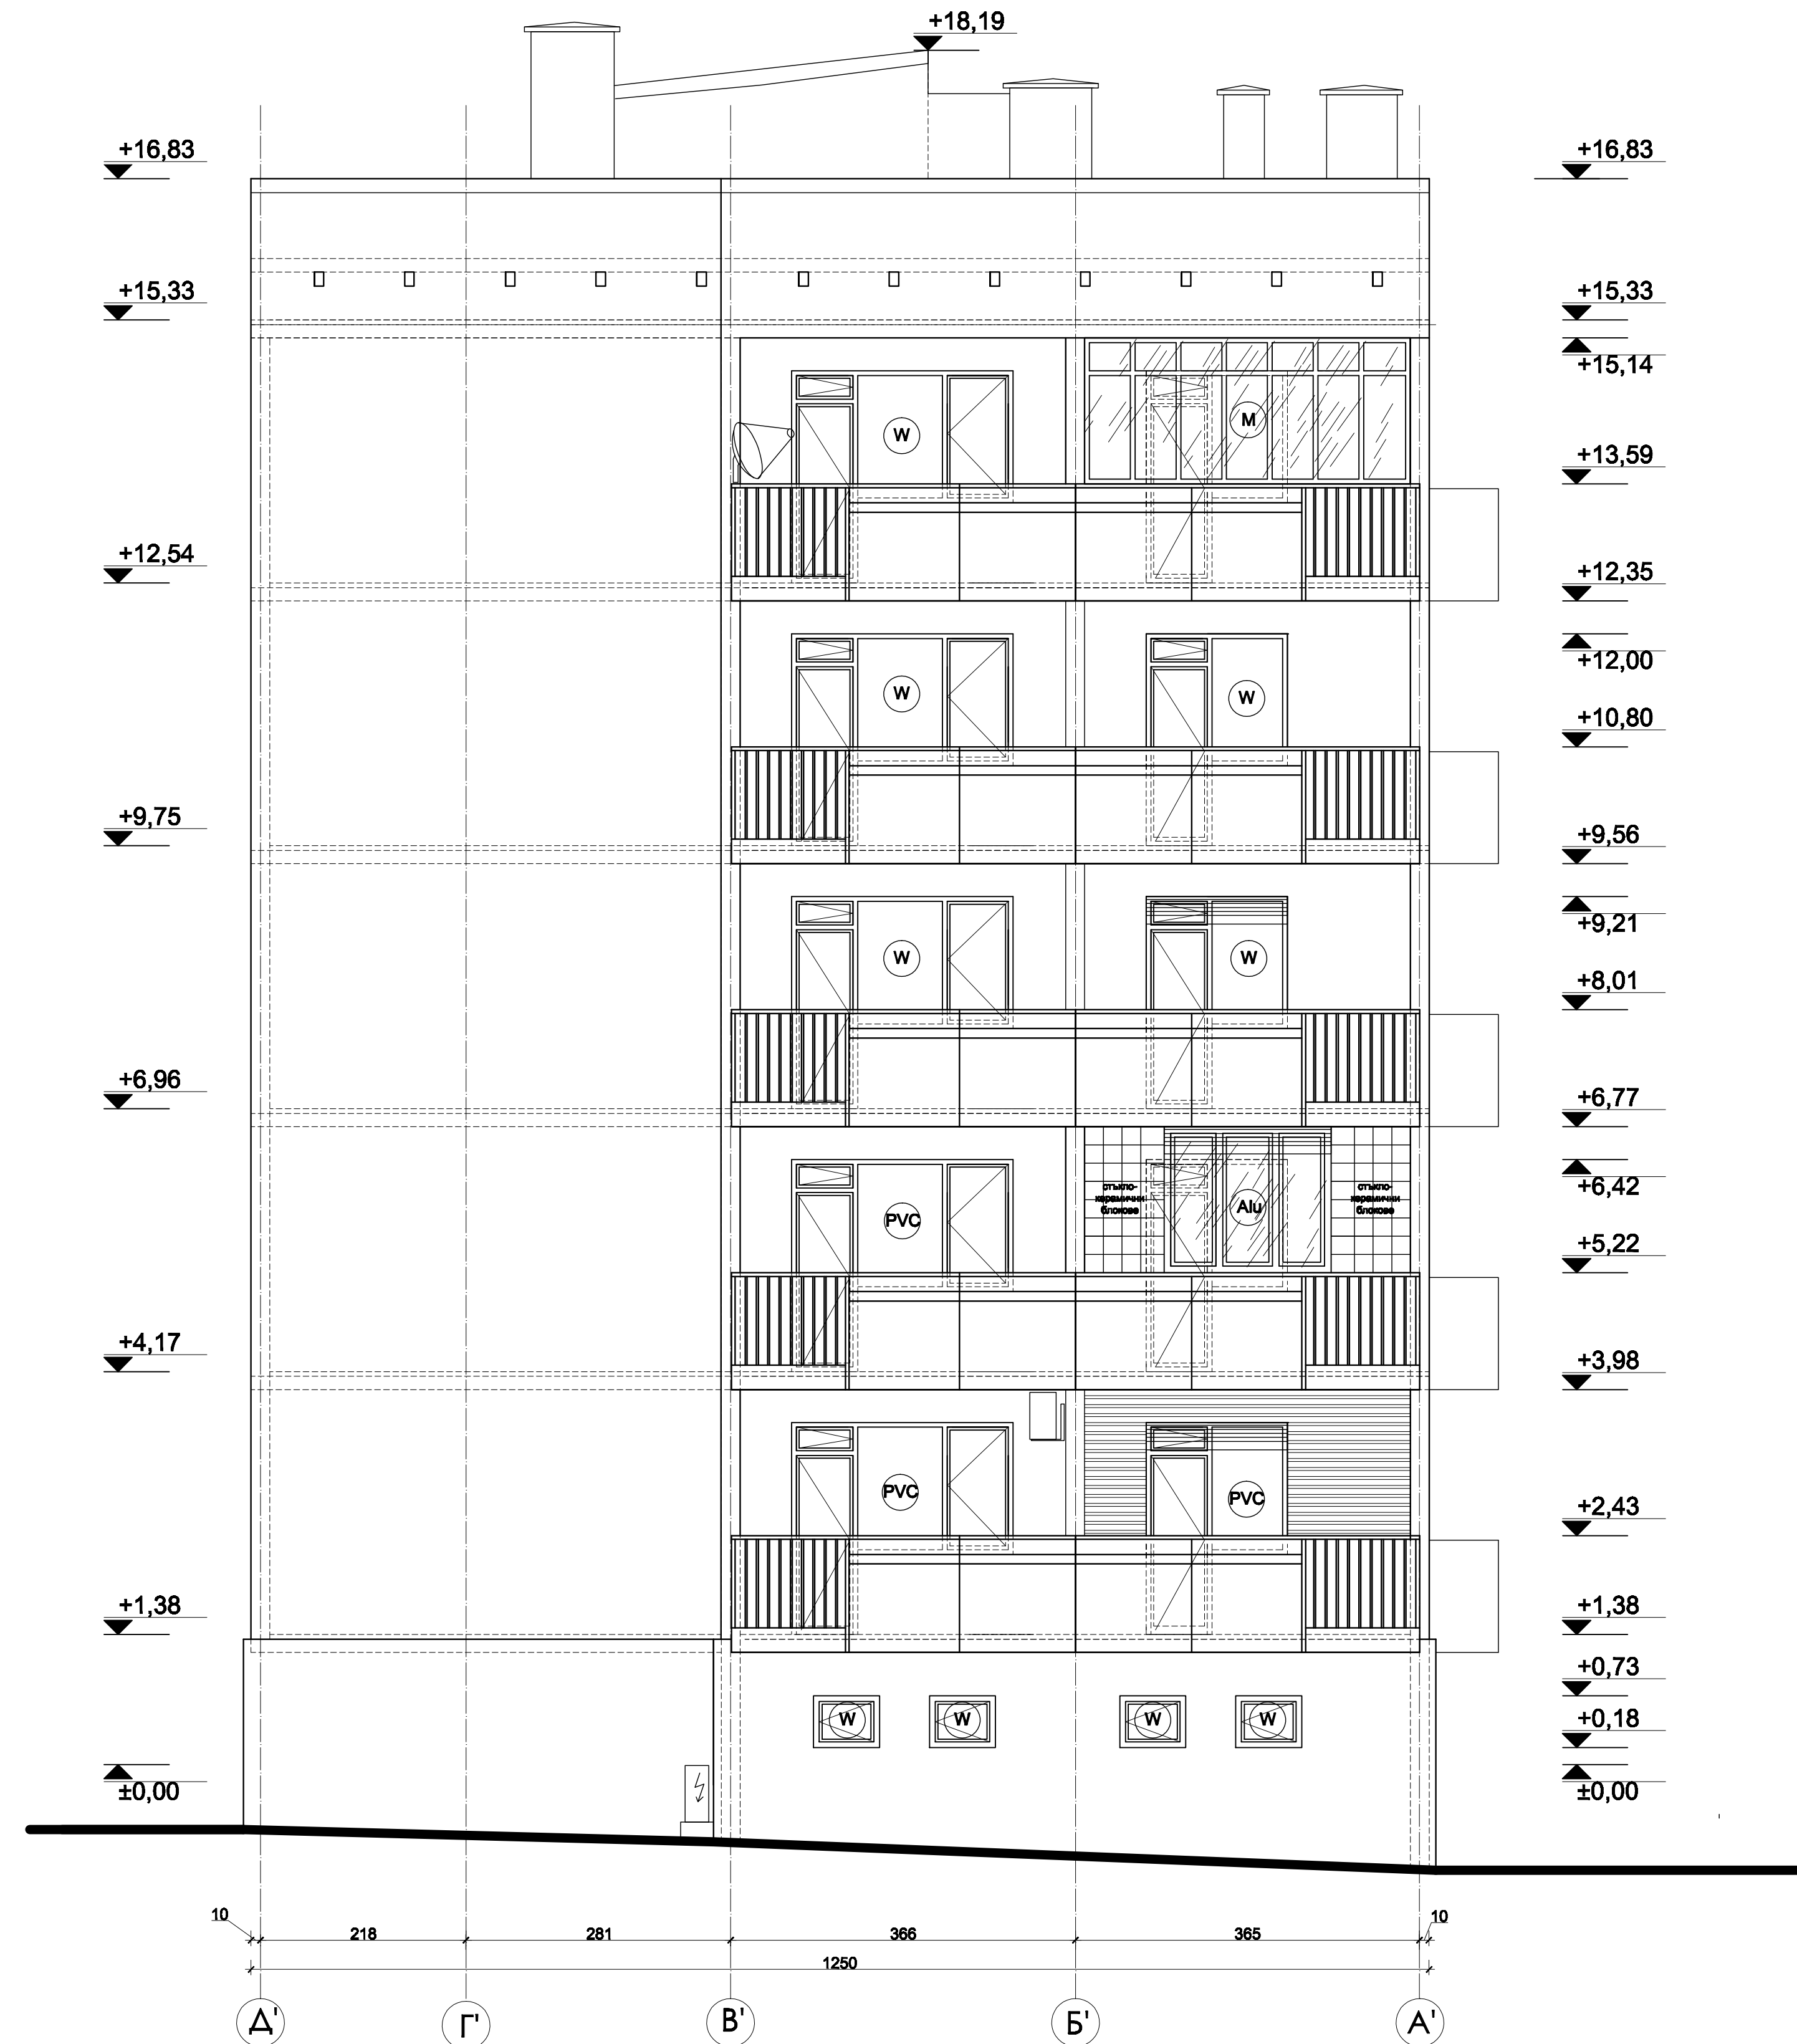 +18,19
+16,83
+16,83
+15,33
+15,33
+15,14
W
M
+13,59
+12,54
+12,35
+12,00
W
W
+10,80
+9,75
+9,56
+9,21
W
W
+8,01
+6,96
+6,77
+6,42
стъкло-
керамични
блокове
Alu
стъкло-
керамични
блокове
PVC
+5,22
+4,17
+3,98
PVC
PVC
+2,43
+1,38
+1,38
+0,73
W
W
W
W
+0,18
±0,00
±0,00
10
218
281
366
365
10
1250
Д'
Г'
В'
Б'
А'